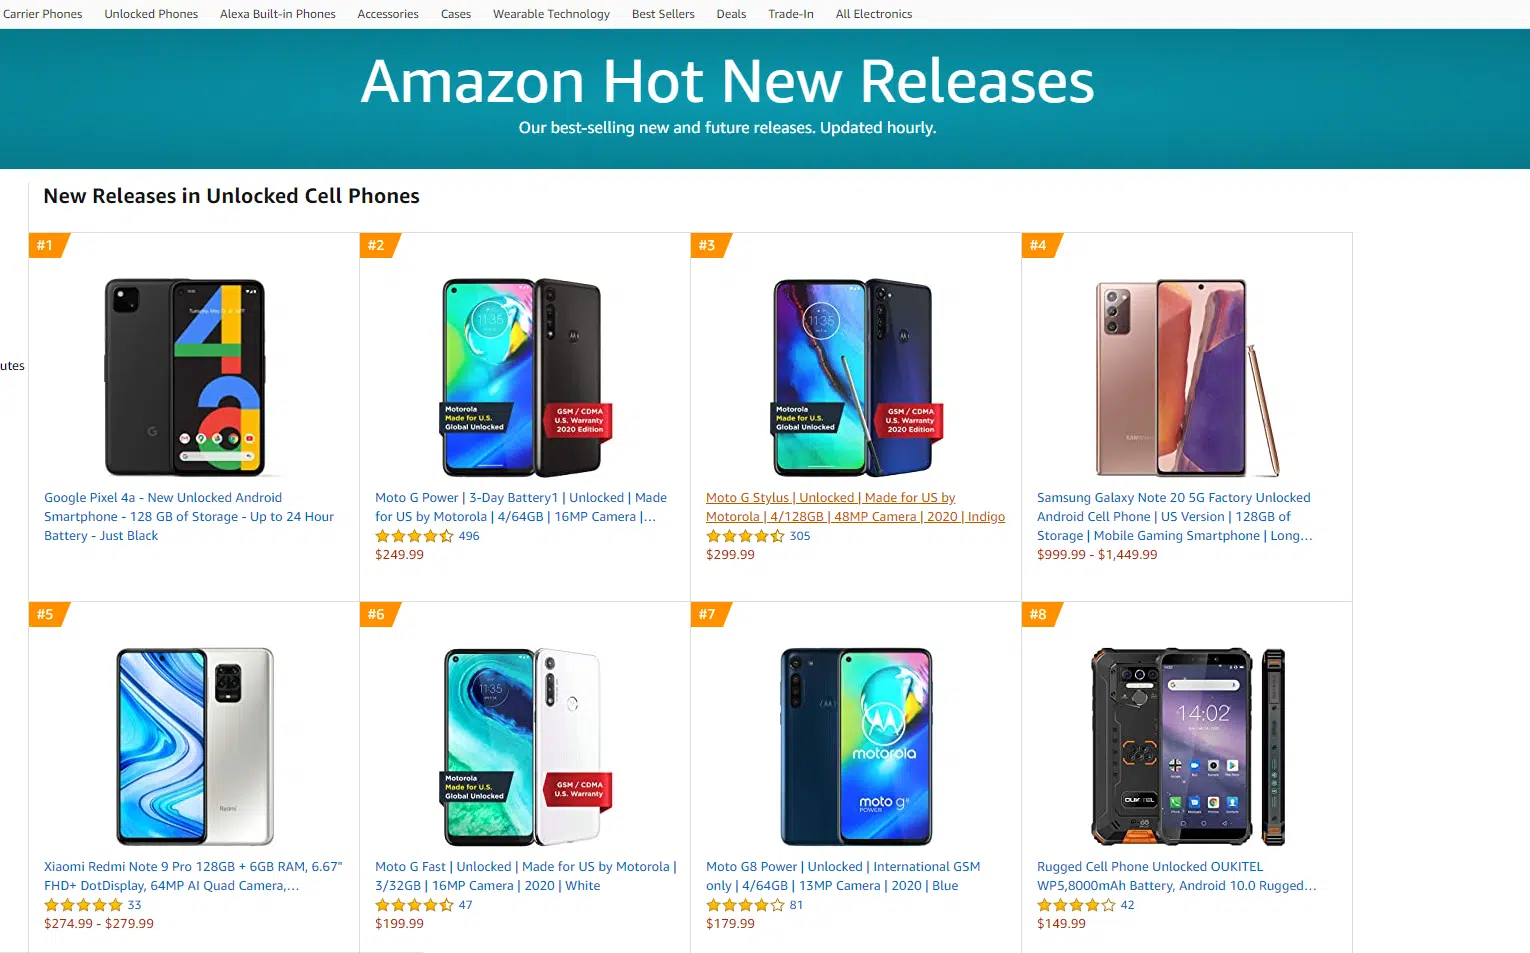 Carrier Phones Unlocked Phones Alexa Built-in Phones Accessories Cases Wearable Technology Best Sellers Deals Trade-In All Electronics
Amazon Hot New Releases
Our best-selling new and future releases. Updated hourly.
New Releases in Unlocked Cell Phones
utes
#1
Google Pixel 4a - New Unlocked Android
Smartphone - 128 GB of Storage - Up to 24 Hour
Battery - Just Black
#2
11:35
Motorola
Made for U.S.
Global Unlocked
GSM / CDMA
U.S. Warranty
2020 Edition
Moto G Power | 3-Day Battery1 | Unlocked | Made
for US by Motorola | 4/64GB | 16MP Camera |...
496
$249.99
#3
11:35
Motorola
Made for U.S.
Global Unlocked
GSM / CDMA
U.S. Warranty
2020 Edition
Moto G Stylus | Unlocked | Made for US by
Motorola | 4/128GB | 48MP Camera | 2020 | Indigo
305
$299.99
#4
SAMSUNG
Samsung Galaxy Note 20 5G Factory Unlocked
Android Cell Phone | US Version | 128GB of
Storage | Mobile Gaming Smartphone | Long...
$999.99 - $1,449.99
#5
Redmi
Xiaomi Redmi Note 9 Pro 128GB + 6GB RAM, 6.67"
FHD+ DotDisplay, 64MP AI Quad Camera,...
33
$274.99 - $279.99
#6
11:35
Motorola
Made for U.S.
Global Unlocked
GSM / CDMA
U.S. Warranty
Moto G Fast | Unlocked | Made for US by Motorola |
3/32GB | 16MP Camera | 2020 | White
47
$199.99
#7
motorola
moto g8
POWER
Moto G8 Power | Unlocked | International GSM
only | 4/64GB | 13MP Camera | 2020 | Blue
81
$179.99
#8
14:02
OUKITEL
Rugged Cell Phone Unlocked OUKITEL
WP5,8000mAh Battery, Android 10.0 Rugged...
42
$149.99